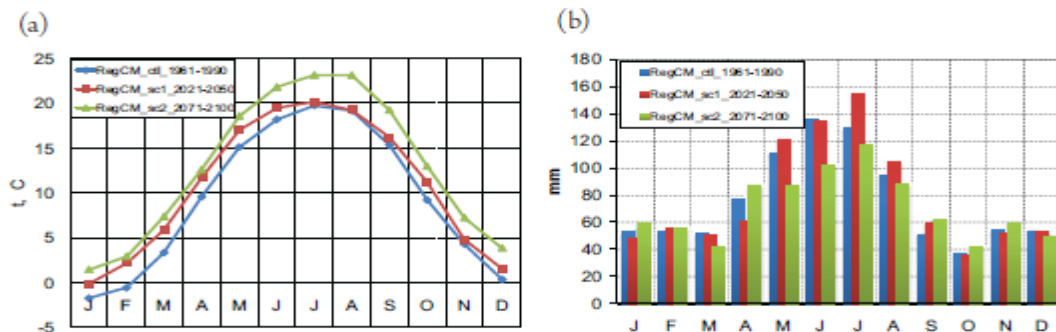 (a)
25
20
15
10
5
0
-5
t, C
RegCM_ctl_1961-1990
RegCM_sc1_2021-2050
RegCM_sc2_2071-2100
J F M A M J J A S O N D
(b)
180
160
140
120
100
80
60
40
20
0
mm
RegCM_ctl_1961-1990
RegCM_sc1_2021-2050
RegCM_sc2_2071-2100
J F M A M J J A S O N D